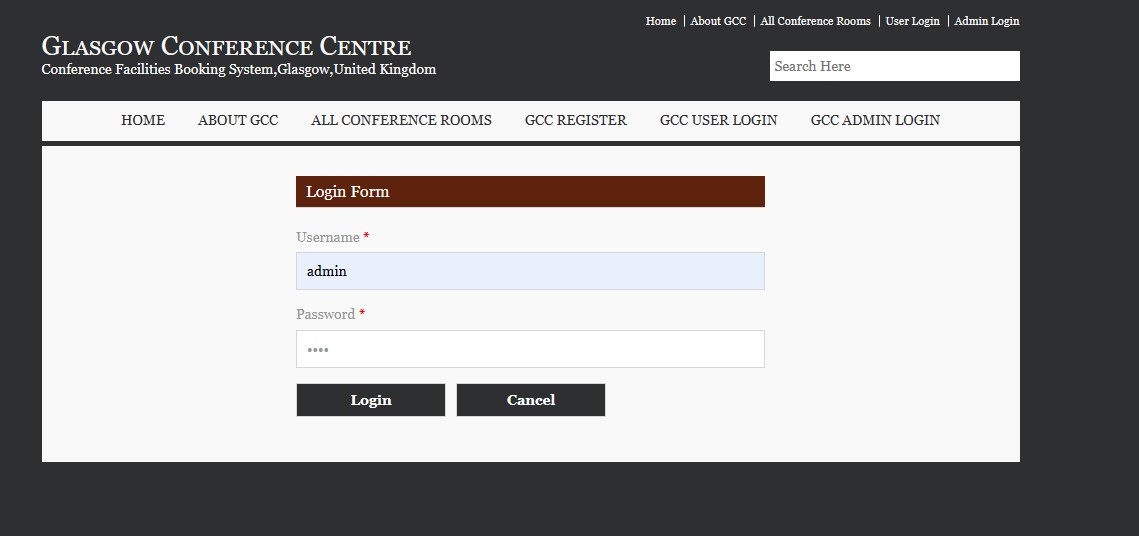 Home | About GCC | All Conference Rooms | User Login | Admin Login
Glasgow Conference Centre
Conference Facilities Booking System,Glasgow,United Kingdom
Search Here
HOME ABOUT GCC ALL CONFERENCE ROOMS GCC REGISTER GCC USER LOGIN GCC ADMIN LOGIN
Login Form
Username *
admin
Password *
••••
Login Cancel